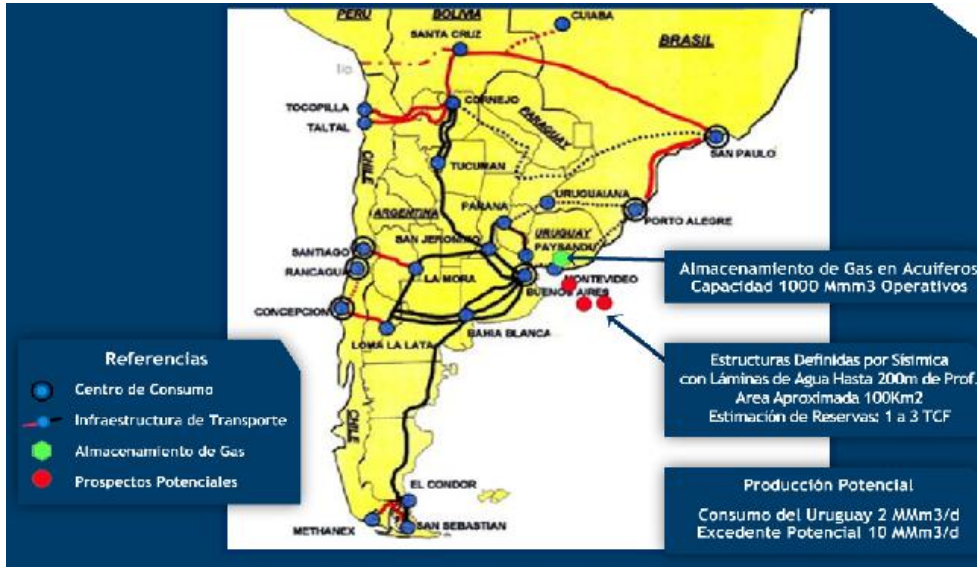 PERU
BOLIVIA
CUIABA
SANTA CRUZ
BRASIL
TOCOPILLA
CORNEJO
TALTAL
PARAGUAY
SAN PAULO
CHILE
TUCUMAN
URUGUAIANA
PARANA
ARGENTINA
PORTO ALEGRE
SAN JERONIMO
URUGUAY
PAYSANDU
SANTIAGO
RANCAGUA
LA MORA
MONTEVIDEO
BUENOS AIRES
CONCEPCION
BAHIA BLANCA
LOMA LA LATA
CHILE
EL CONDOR
METHANEX
SAN SEBASTIAN
Almacenamiento de Gas en Acuíferos
Capacidad 1000 Mmm3 Operativos
Estructuras Definidas por Sísmica
con Láminas de Agua Hasta 200m de Prof.
Area Aproximada 100Km2
Estimación de Reservas: 1 a 3 TCF
Producción Potencial
Consumo del Uruguay 2 MMm3/d
Excedente Potencial 10 MMm3/d
Referencias
Centro de Consumo
Infraestructura de Transporte
Almacenamiento de Gas
Prospectos Potenciales